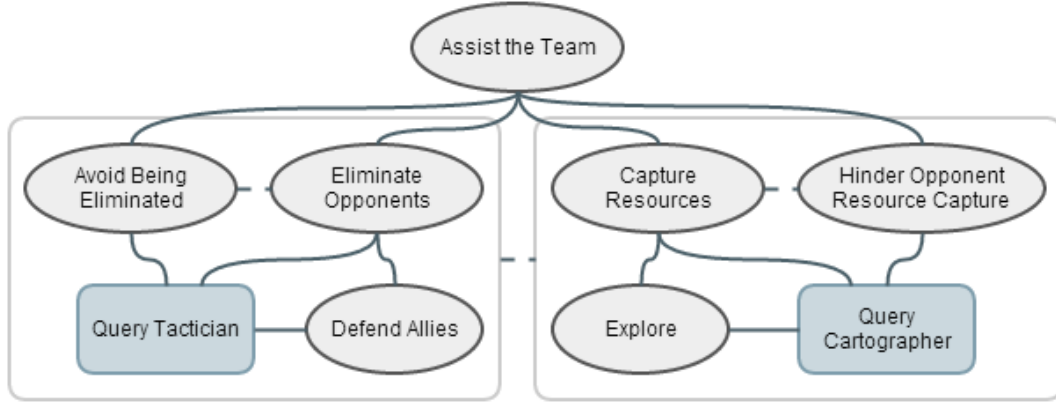 Assist the Team
Avoid Being
Eliminated
Eliminate
Opponents
Capture
Resources
Hinder Opponent
Resource Capture
Query Tactician
Defend Allies
Explore
Query
Cartographer